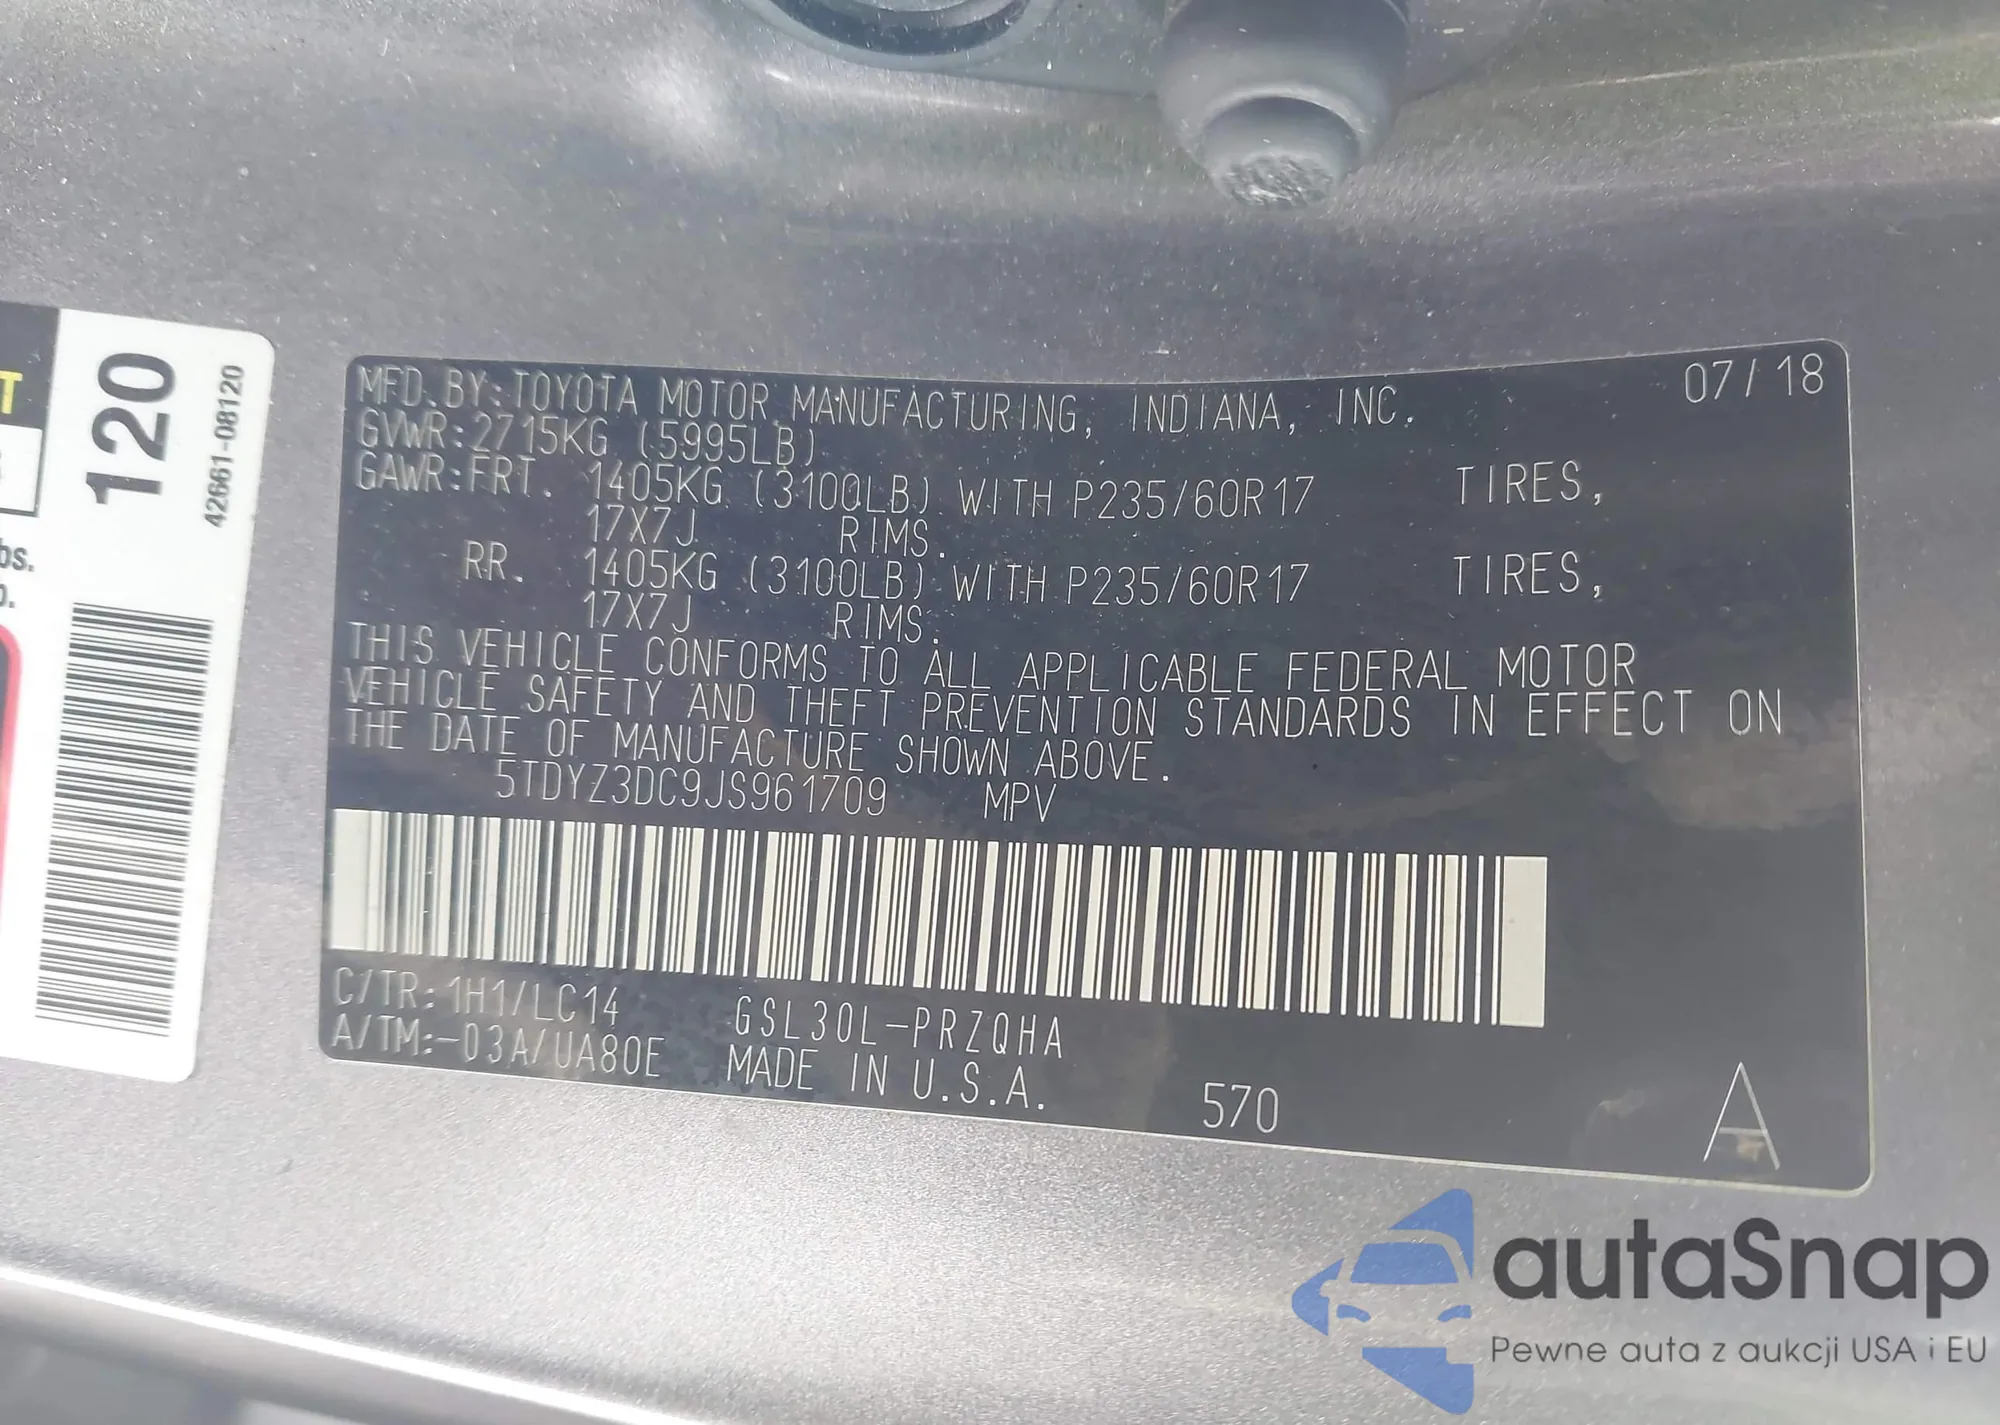 T
120
42661-08120
bs.
MFD. BY: TOYOTA MOTOR MANUFACTURING, INDIANA, INC. 07/18
GVWR: 2715KG (5995LB)
GAWR: FRT. 1405KG (3100LB) WITH P235/60R17 TIRES,
17X7J RIMS.
RR. 1405KG (3100LB) WITH P235/60R17 TIRES,
17X7J RIMS.
THIS VEHICLE CONFORMS TO ALL APPLICABLE FEDERAL MOTOR
VEHICLE SAFETY AND THEFT PREVENTION STANDARDS IN EFFECT ON
THE DATE OF MANUFACTURE SHOWN ABOVE.
5TDYZ3DC9JS961709 MPV
C/TR: 1H1/LC14 GSL30L-PRZQHA
A/TM:-03A/UA80E MADE IN U.S.A. 570 A
autaSnap
Pewne auta z aukcji USA i EU